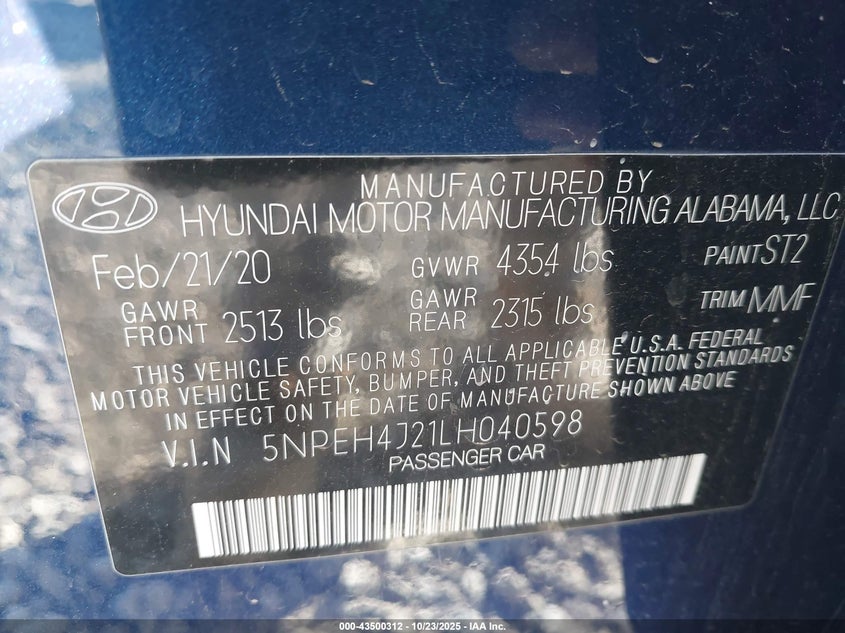 MANUFACTURED BY
HYUNDAI MOTOR MANUFACTURING ALABAMA, LLC
Feb/21/20 GVWR 4354 lbs PAINT ST2
GAWR FRONT 2513 lbs GAWR REAR 2315 lbs TRIM MMF
THIS VEHICLE CONFORMS TO ALL APPLICABLE U.S.A. FEDERAL
MOTOR VEHICLE SAFETY, BUMPER, AND THEFT PREVENTION STANDARDS
IN EFFECT ON THE DATE OF MANUFACTURE SHOWN ABOVE
V.I.N 5NPEH4J21LH040598
PASSENGER CAR
000-43500312 - 10/23/2025 - IAA Inc.